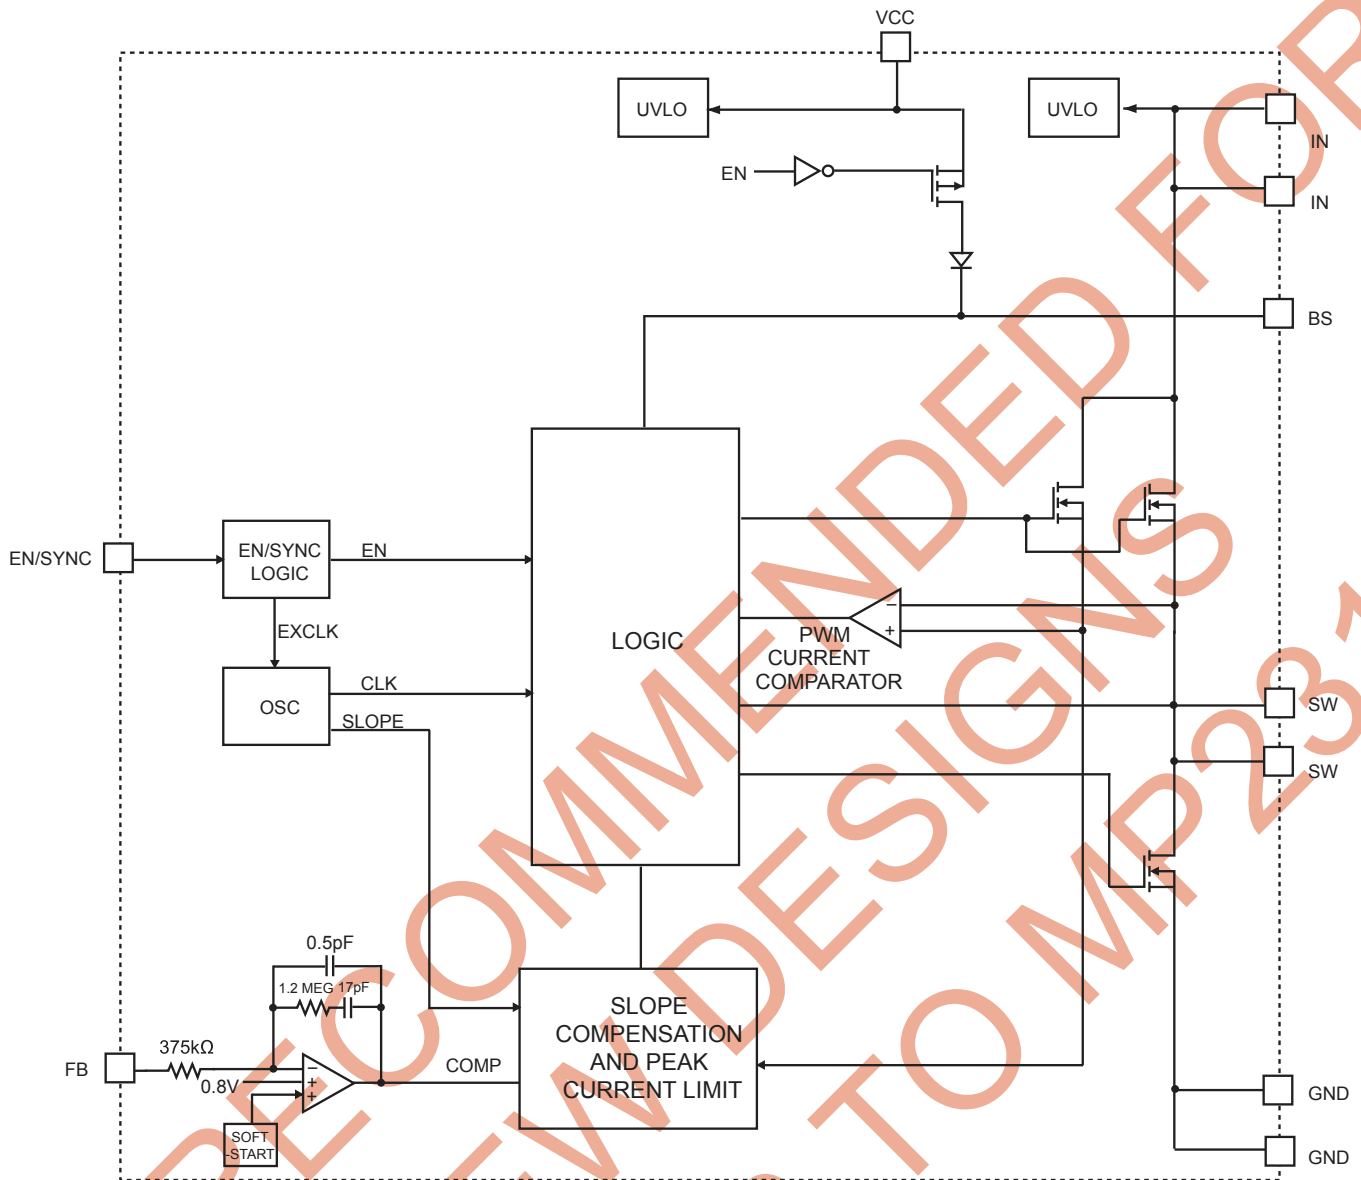 VCC
UVLO
UVLO
IN
EN
IN
BS
EN/SYNC
EN/SYNC
LOGIC
EN
EXCLK
LOGIC
PWM
CURRENT
COMPARATOR
OSC
CLK
SLOPE
SW
SW
0.5pF
1.2 MEG 17pF
375kΩ
FB
0.8V
SOFT
-START
COMP
SLOPE
COMPENSATION
AND PEAK
CURRENT LIMIT
GND
GND
− +
− + +
RECOMMENDED FOR
DESIGNS
TO MP231